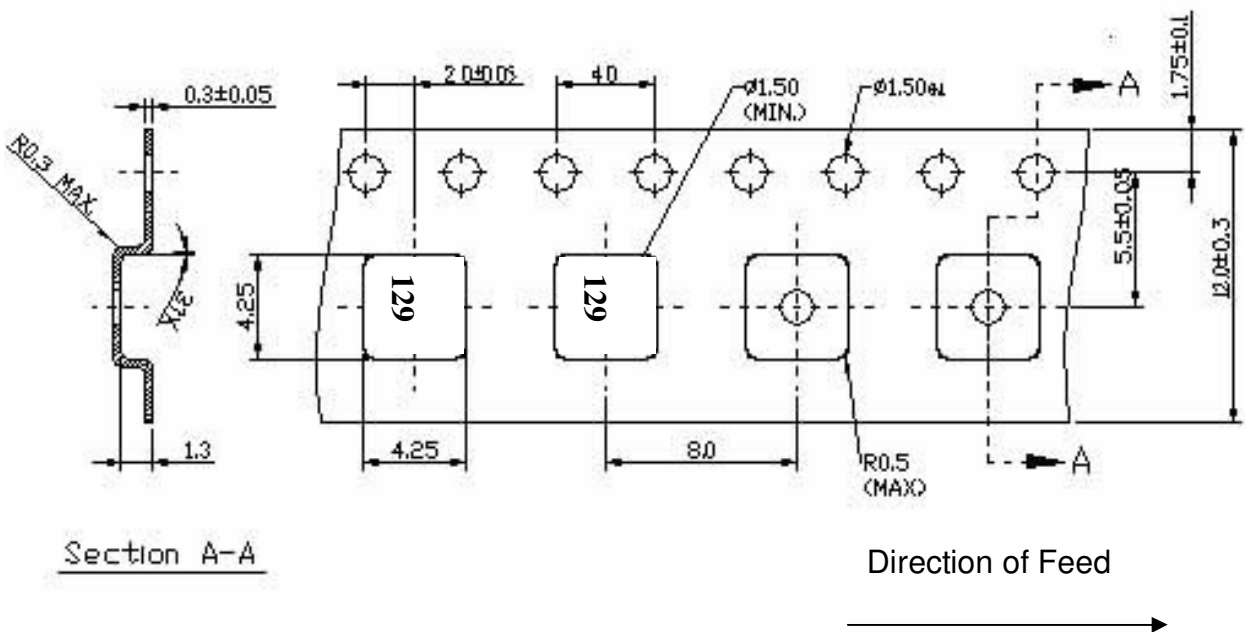 2.0±0.05
4.0
0.3±0.05
Ø1.50
(MIN.)
Ø1.50
A
1.75±0.1
R0.3 MAX.
5.5±0.05
12.0±0.3
4.25
129
129
1.3
4.25
8.0
R0.5
(MAX)
A
Section A-A
Direction of Feed